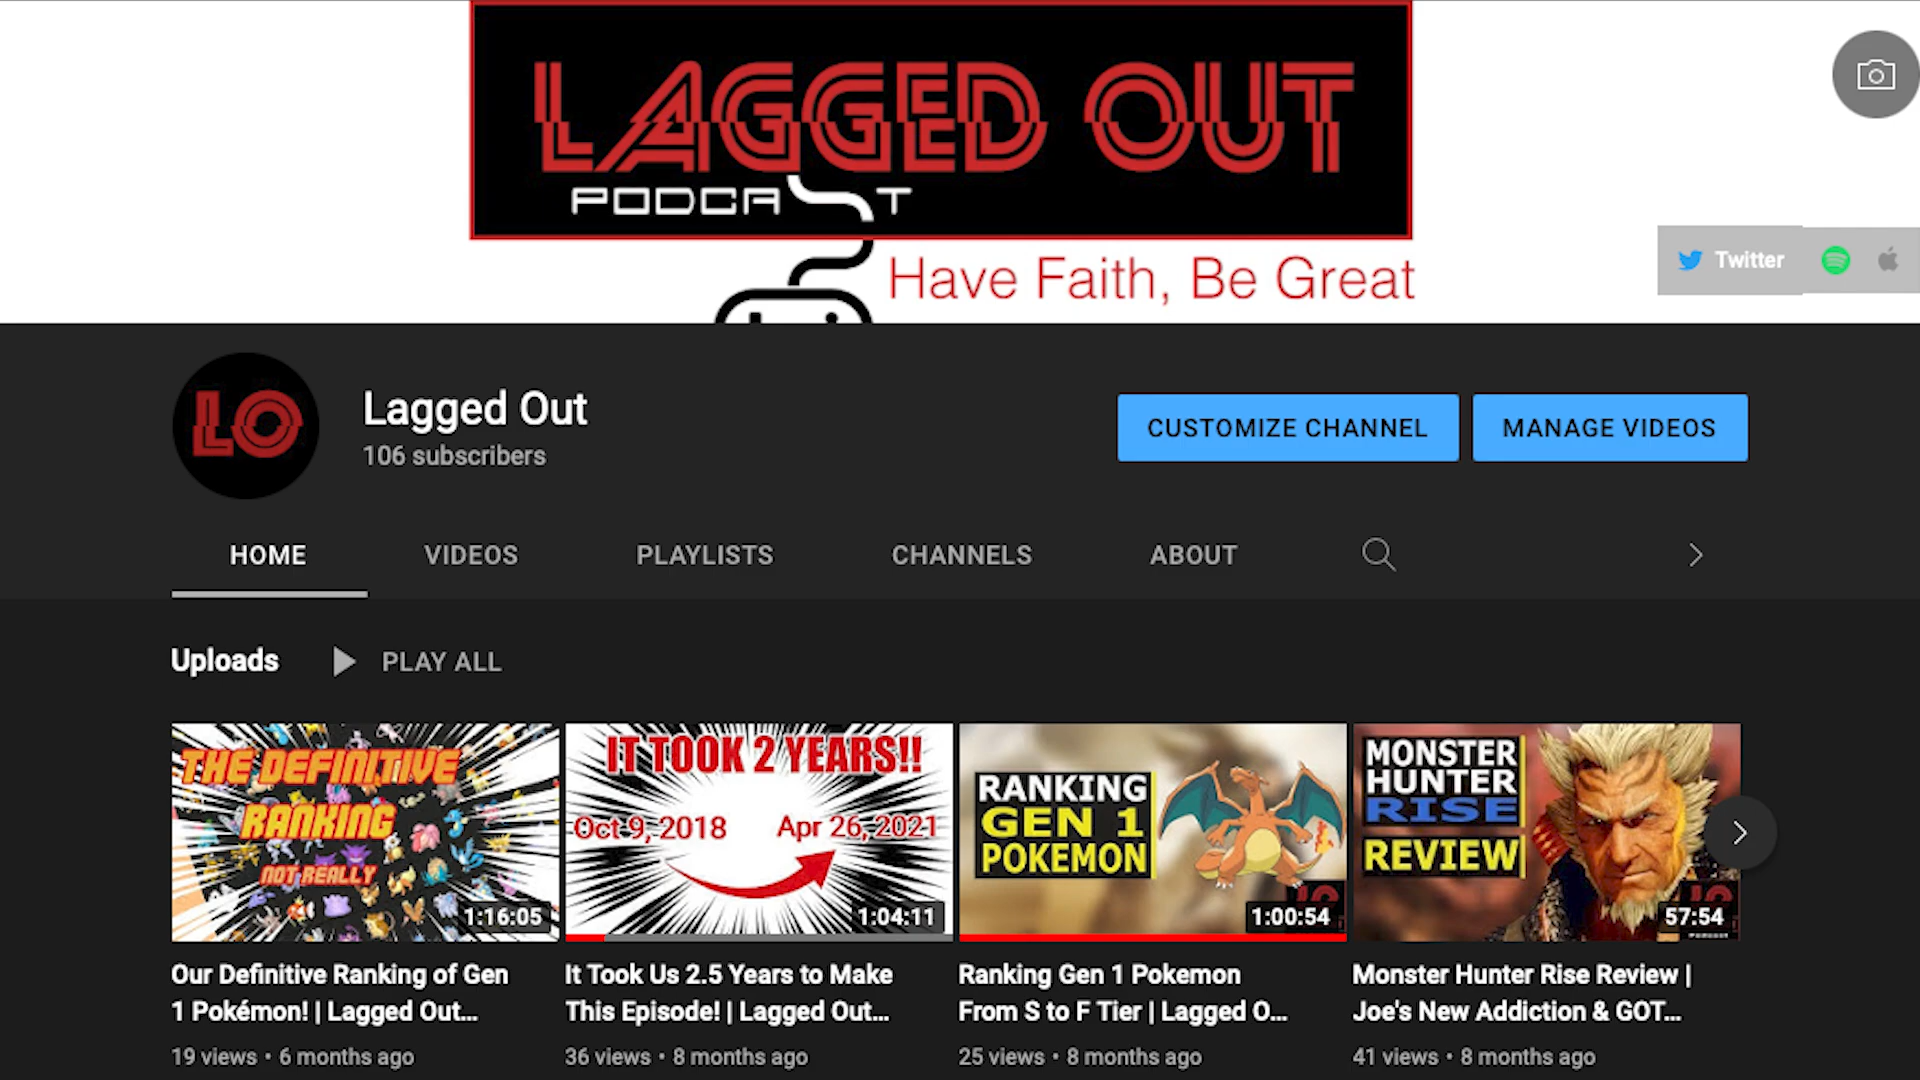 LAGGED OUT
PODCAST
Have Faith, Be Great
Twitter
LO
Lagged Out
106 subscribers
CUSTOMIZE CHANNEL
MANAGE VIDEOS
HOME
VIDEOS
PLAYLISTS
CHANNELS
ABOUT
Uploads
PLAY ALL
THE DEFINITIVE
RANKING
NOT REALLY
1:16:05
Our Definitive Ranking of Gen
1 Pokémon! | Lagged Out...
19 views • 6 months ago
IT TOOK 2 YEARS!!
Oct 9, 2018
Apr 26, 2021
1:04:11
It Took Us 2.5 Years to Make
This Episode! | Lagged Out...
36 views • 8 months ago
RANKING
GEN 1
POKEMON
LO
1:00:54
Ranking Gen 1 Pokemon
From S to F Tier | Lagged O...
25 views • 8 months ago
MONSTER
HUNTER
RISE
REVIEW
LO
57:54
PODCAST
Monster Hunter Rise Review |
Joe's New Addiction & GOT...
41 views • 8 months ago